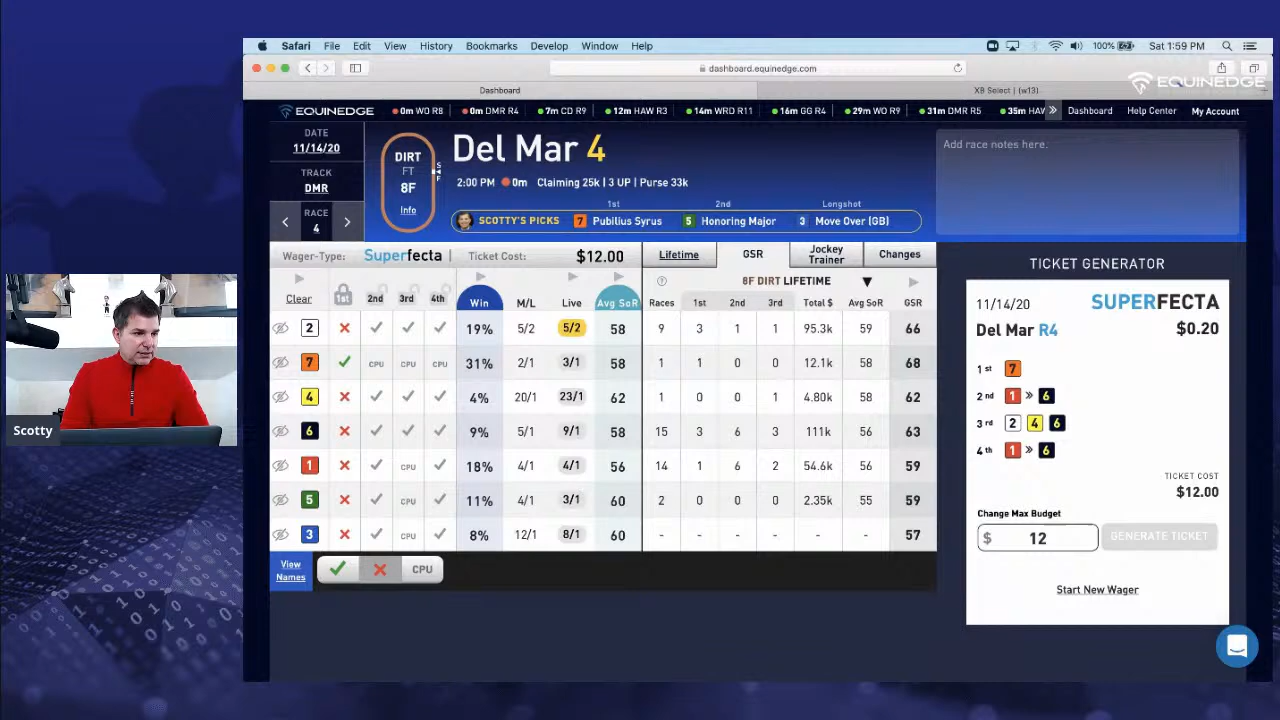 Safari File Edit View History Bookmarks Develop Window Help 100% Sat 1:59 PM
dashboard.equinedge.com
Dashboard XB Select | (w13)
EQUINEDGE
EQUINEDGE 0m WO R8 0m DMR R4 7m CD R9 12m HAW R3 14m WRD R11 16m GG R4 29m WO R9 31m DMR R5 35m HAW » Dashboard Help Center My Account
DATE
11/14/20
TRACK
DMR
RACE
4
DIRT
FT
8F
Info
S
F
Del Mar 4
2:00 PM 0m Claiming 25k | 3 UP | Purse 33k
1st 2nd Longshot
SCOTTY'S PICKS 7 Pubilius Syrus 5 Honoring Major 3 Move Over (GB)
Add race notes here.
Wager-Type: Superfecta | Ticket Cost: $12.00
Lifetime GSR Jockey Trainer Changes
8F DIRT LIFETIME
Clear 1st 2nd 3rd 4th Win M/L Live Avg SoR Races 1st 2nd 3rd Total $ Avg SoR GSR
2 19% 5/2 5/2 58 9 3 1 1 95.3k 59 66
7 CPU CPU CPU 31% 2/1 3/1 58 1 1 0 0 12.1k 58 68
4 4% 20/1 23/1 62 1 0 0 1 4.80k 58 62
6 9% 5/1 9/1 58 15 3 6 3 111k 56 63
1 CPU 18% 4/1 4/1 56 14 1 6 2 54.6k 56 59
5 CPU 11% 4/1 3/1 60 2 0 0 0 2.35k 55 59
3 CPU 8% 12/1 8/1 60 - - - - - - 57
View Names
CPU
TICKET GENERATOR
11/14/20 SUPERFECTA
Del Mar R4 $0.20
1st 7
2nd 1 » 6
3rd 2 4 6
4th 1 » 6
TICKET COST
$12.00
Change Max Budget
$ 12 GENERATE TICKET
Start New Wager
Scotty